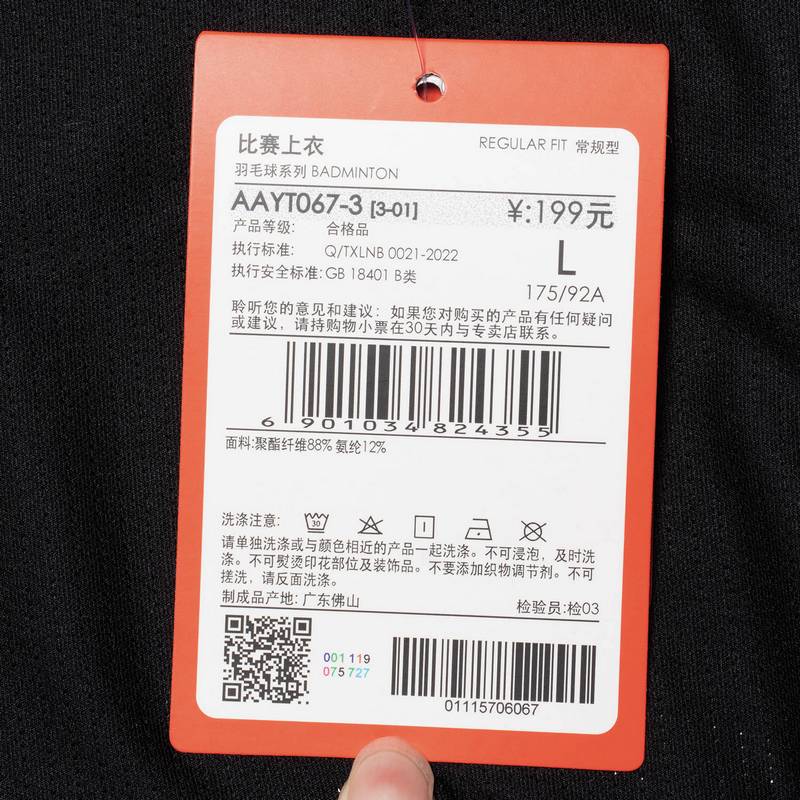 比赛上衣 REGULAR FIT 常规型
羽毛球系列 BADMINTON
AAYT067-3 [3-01] ¥:199元
产品等级: 合格品
执行标准: Q/TXLNB 0021-2022 L
执行安全标准:GB 18401 B类 175/92A
聆听您的意见和建议: 如果您对购买的产品有任何疑问
或建议, 请持购物小票在30天内与专卖店联系。
6 901034 824355
面料:聚酯纤维88% 氨纶12%
洗涤注意: 30
请单独洗涤或与颜色相近的产品一起洗涤。不可浸泡, 及时洗
涤。不可熨烫印花部位及装饰品。不要添加织物调节剂。不可
搓洗, 请反面洗涤。
制成品产地: 广东佛山 检验员:检03
001 119
075 727
01115706067